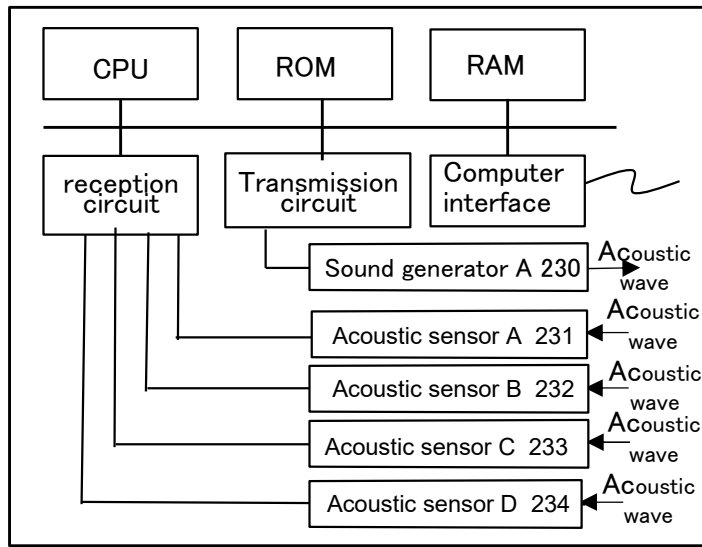 CPU
ROM
RAM
reception
circuit
Transmission
circuit
Computer
interface
Sound generator A 230
Acoustic
wave
Acoustic sensor A 231
Acoustic
wave
Acoustic sensor B 232
Acoustic
wave
Acoustic sensor C 233
Acoustic
wave
Acoustic sensor D 234
Acoustic
wave